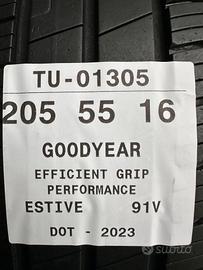 TU-01305
205 55 16
GOODYEAR
EFFICIENT GRIP
PERFORMANCE
ESTIVE 91V
DOT - 2023
subito